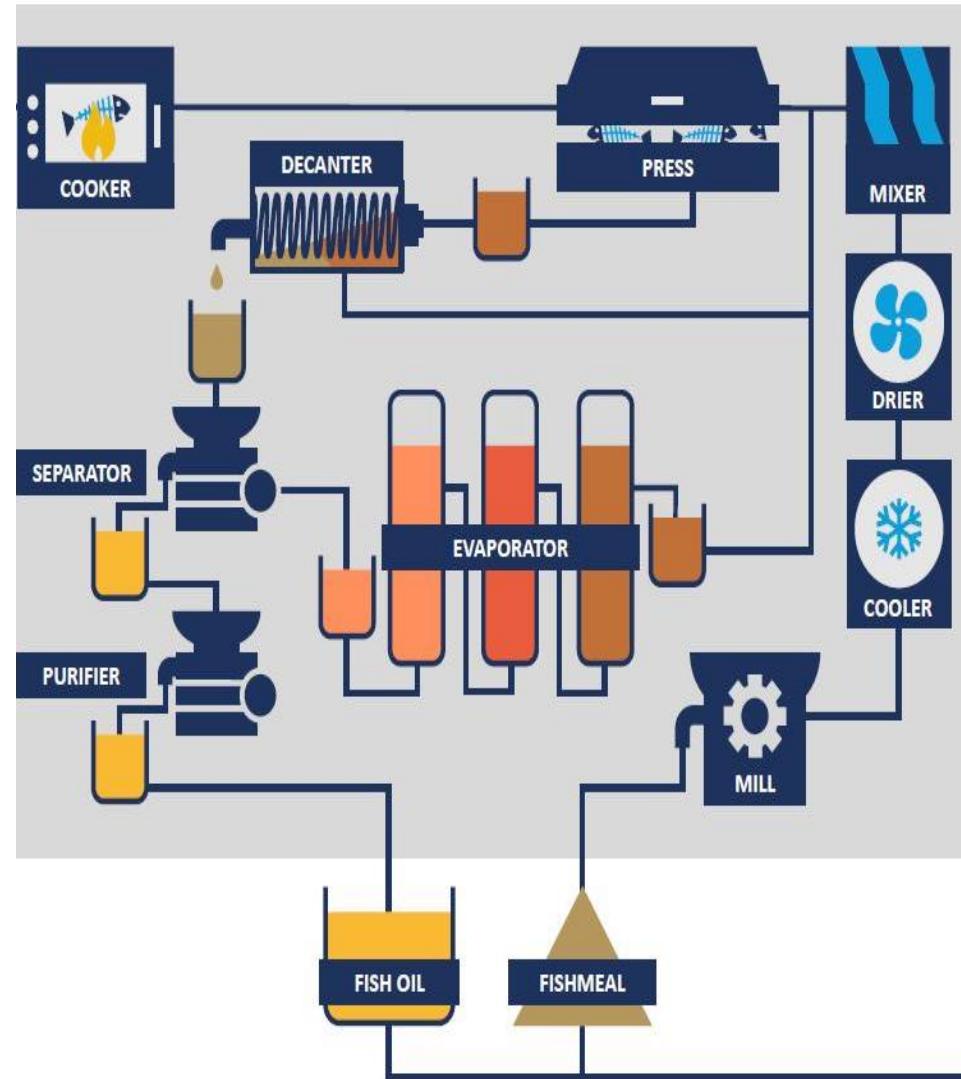 COOKER
DECANTER
PRESS
MIXER
DRIER
SEPARATOR
EVAPORATOR
COOLER
PURIFIER
MILL
FISH OIL
FISHMEAL